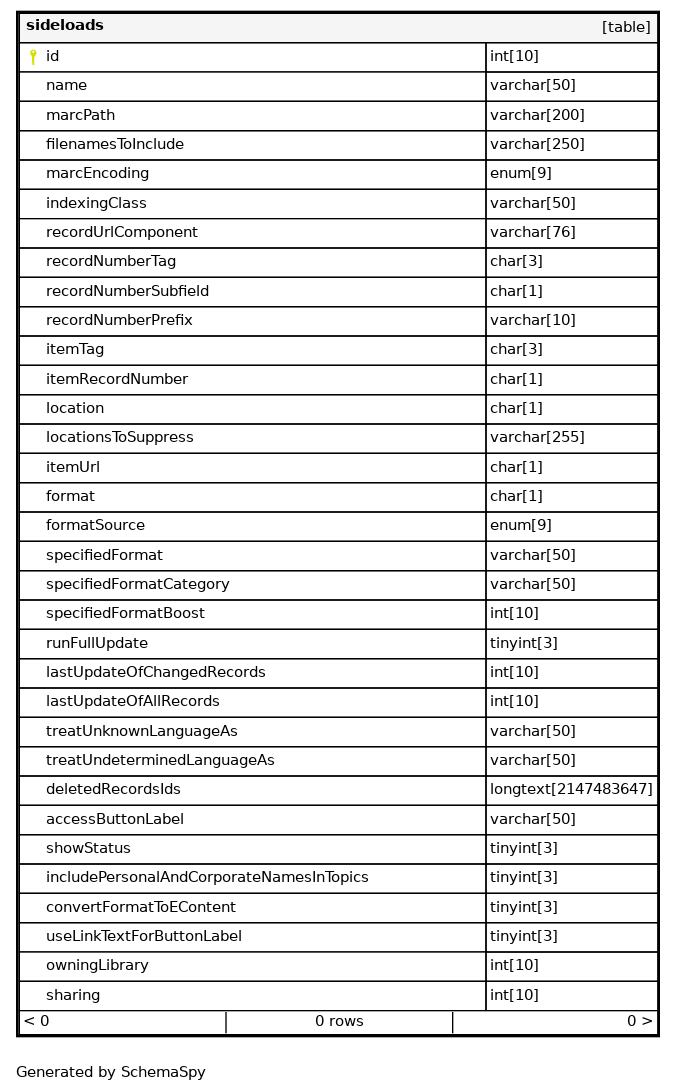 sideloads [table]
id int[10]
name varchar[50]
marcPath varchar[200]
filenamesToInclude varchar[250]
marcEncoding enum[9]
indexingClass varchar[50]
recordUrlComponent varchar[76]
recordNumberTag char[3]
recordNumberSubfield char[1]
recordNumberPrefix varchar[10]
itemTag char[3]
itemRecordNumber char[1]
location char[1]
locationsToSuppress varchar[255]
itemUrl char[1]
format char[1]
formatSource enum[9]
specifiedFormat varchar[50]
specifiedFormatCategory varchar[50]
specifiedFormatBoost int[10]
runFullUpdate tinyint[3]
lastUpdateOfChangedRecords int[10]
lastUpdateOfAllRecords int[10]
treatUnknownLanguageAs varchar[50]
treatUndeterminedLanguageAs varchar[50]
deletedRecordsIds longtext[2147483647]
accessButtonLabel varchar[50]
showStatus tinyint[3]
includePersonalAndCorporateNamesInTopics tinyint[3]
convertFormatToEContent tinyint[3]
useLinkTextForButtonLabel tinyint[3]
owningLibrary int[10]
sharing int[10]
< 0 0 rows 0 >
Generated by SchemaSpy